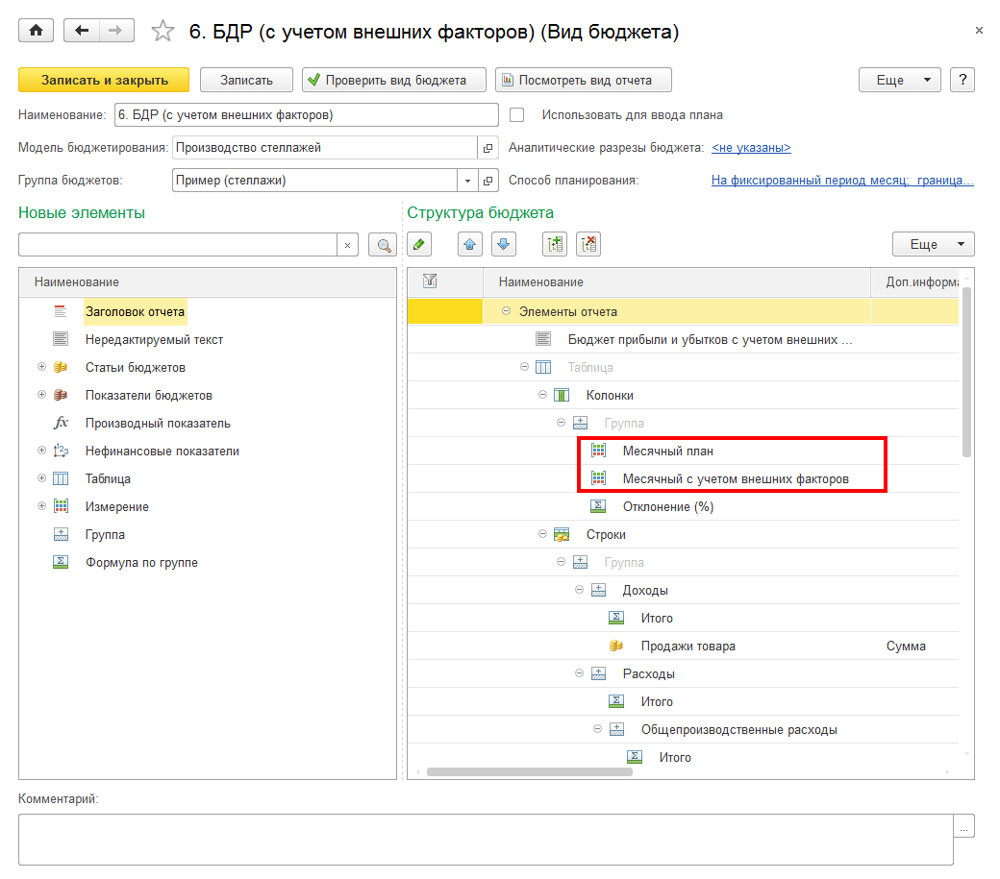 6. БДР (с учетом внешних факторов) (Вид бюджета)
Записать и закрыть Записать Проверить вид бюджета Посмотреть вид отчета Еще ?
Наименование: 6. БДР (с учетом внешних факторов) Использовать для ввода плана
Модель бюджетирования: Производство стеллажей Аналитические разрезы бюджета: <не указаны>
Группа бюджетов: Пример (стеллажи) Способ планирования: На фиксированный период месяц; граница...
Новые элементы
Наименование
Заголовок отчета
Нередактируемый текст
Статьи бюджетов
Показатели бюджетов
fx Производный показатель
Нефинансовые показатели
Таблица
Измерение
Группа
Формула по группе
Структура бюджета
Еще
Наименование Доп.информа
Элементы отчета
Бюджет прибыли и убытков с учетом внешних ...
Таблица
Колонки
Группа
Месячный план
Месячный с учетом внешних факторов
Отклонение (%)
Строки
Группа
Доходы
Итого
Продажи товара Сумма
Расходы
Итого
Общепроизводственные расходы
Итого
Комментарий:
...